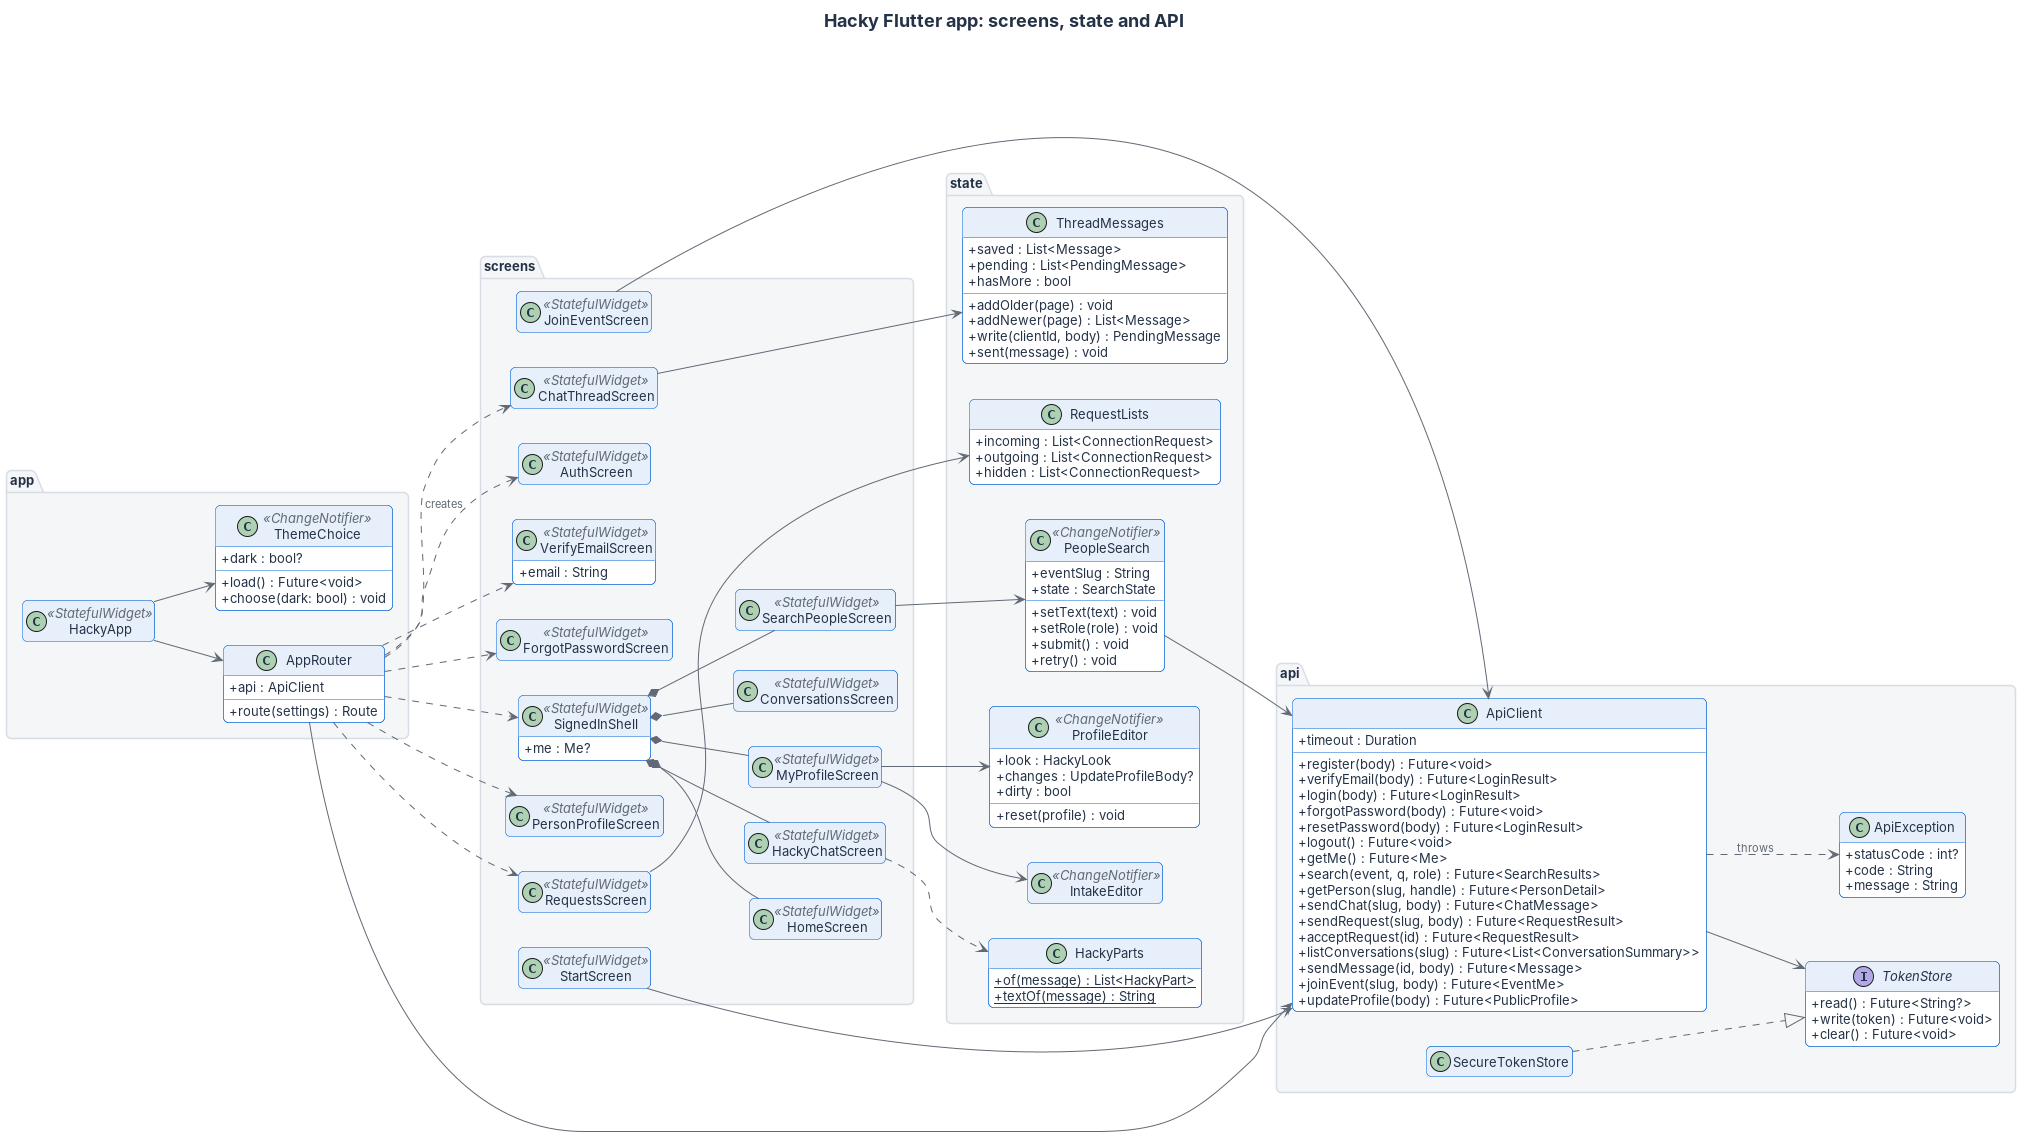 Hacky Flutter app: screens, state and API
app
C
«ChangeNotifier»
ThemeChoice
+dark : bool?
+load() : Future<void>
+choose(dark: bool) : void
C
«StatefulWidget»
HackyApp
C
AppRouter
+api : ApiClient
+route(settings) : Route
creates
screens
C
«StatefulWidget»
JoinEventScreen
C
«StatefulWidget»
ChatThreadScreen
C
«StatefulWidget»
AuthScreen
C
«StatefulWidget»
VerifyEmailScreen
+email : String
C
«StatefulWidget»
ForgotPasswordScreen
C
«StatefulWidget»
SignedInShell
+me : Me?
C
«StatefulWidget»
PersonProfileScreen
C
«StatefulWidget»
RequestsScreen
C
«StatefulWidget»
StartScreen
C
«StatefulWidget»
SearchPeopleScreen
C
«StatefulWidget»
ConversationsScreen
C
«StatefulWidget»
MyProfileScreen
C
«StatefulWidget»
HackyChatScreen
C
«StatefulWidget»
HomeScreen
state
C
ThreadMessages
+saved : List<Message>
+pending : List<PendingMessage>
+hasMore : bool
+addOlder(page) : void
+addNewer(page) : List<Message>
+write(clientId, body) : PendingMessage
+sent(message) : void
C
RequestLists
+incoming : List<ConnectionRequest>
+outgoing : List<ConnectionRequest>
+hidden : List<ConnectionRequest>
C
«ChangeNotifier»
PeopleSearch
+eventSlug : String
+state : SearchState
+setText(text) : void
+setRole(role) : void
+submit() : void
+retry() : void
C
«ChangeNotifier»
ProfileEditor
+look : HackyLook
+changes : UpdateProfileBody?
+dirty : bool
+reset(profile) : void
C
«ChangeNotifier»
IntakeEditor
C
HackyParts
+of(message) : List<HackyPart>
+textOf(message) : String
api
C
ApiClient
+timeout : Duration
+register(body) : Future<void>
+verifyEmail(body) : Future<LoginResult>
+login(body) : Future<LoginResult>
+forgotPassword(body) : Future<void>
+resetPassword(body) : Future<LoginResult>
+logout() : Future<void>
+getMe() : Future<Me>
+search(event, q, role) : Future<SearchResults>
+getPerson(slug, handle) : Future<PersonDetail>
+sendChat(slug, body) : Future<ChatMessage>
+sendRequest(slug, body) : Future<RequestResult>
+acceptRequest(id) : Future<RequestResult>
+listConversations(slug) : Future<List<ConversationSummary>>
+sendMessage(id, body) : Future<Message>
+joinEvent(slug, body) : Future<EventMe>
+updateProfile(body) : Future<PublicProfile>
throws
C
ApiException
+statusCode : int?
+code : String
+message : String
I
TokenStore
+read() : Future<String?>
+write(token) : Future<void>
+clear() : Future<void>
C
SecureTokenStore